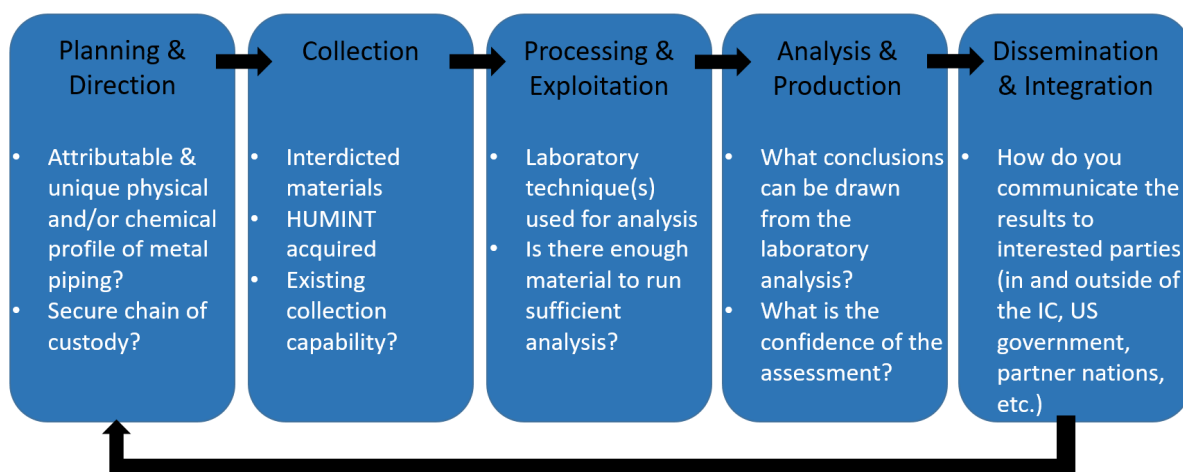 Planning &
Direction
• Attributable &
unique physical
and/or chemical
profile of metal
piping?
• Secure chain of
custody?
Collection
• Interdicted
materials
• HUMINT
acquired
• Existing
collection
capability?
Processing &
Exploitation
• Laboratory
technique(s)
used for analysis
• Is there enough
material to run
sufficient
analysis?
Analysis &
Production
• What conclusions
can be drawn
from the
laboratory
analysis?
• What is the
confidence of the
assessment?
Dissemination
& Integration
• How do you
communicate the
results to
interested parties
(in and outside of
the IC, US
government,
partner nations,
etc.)